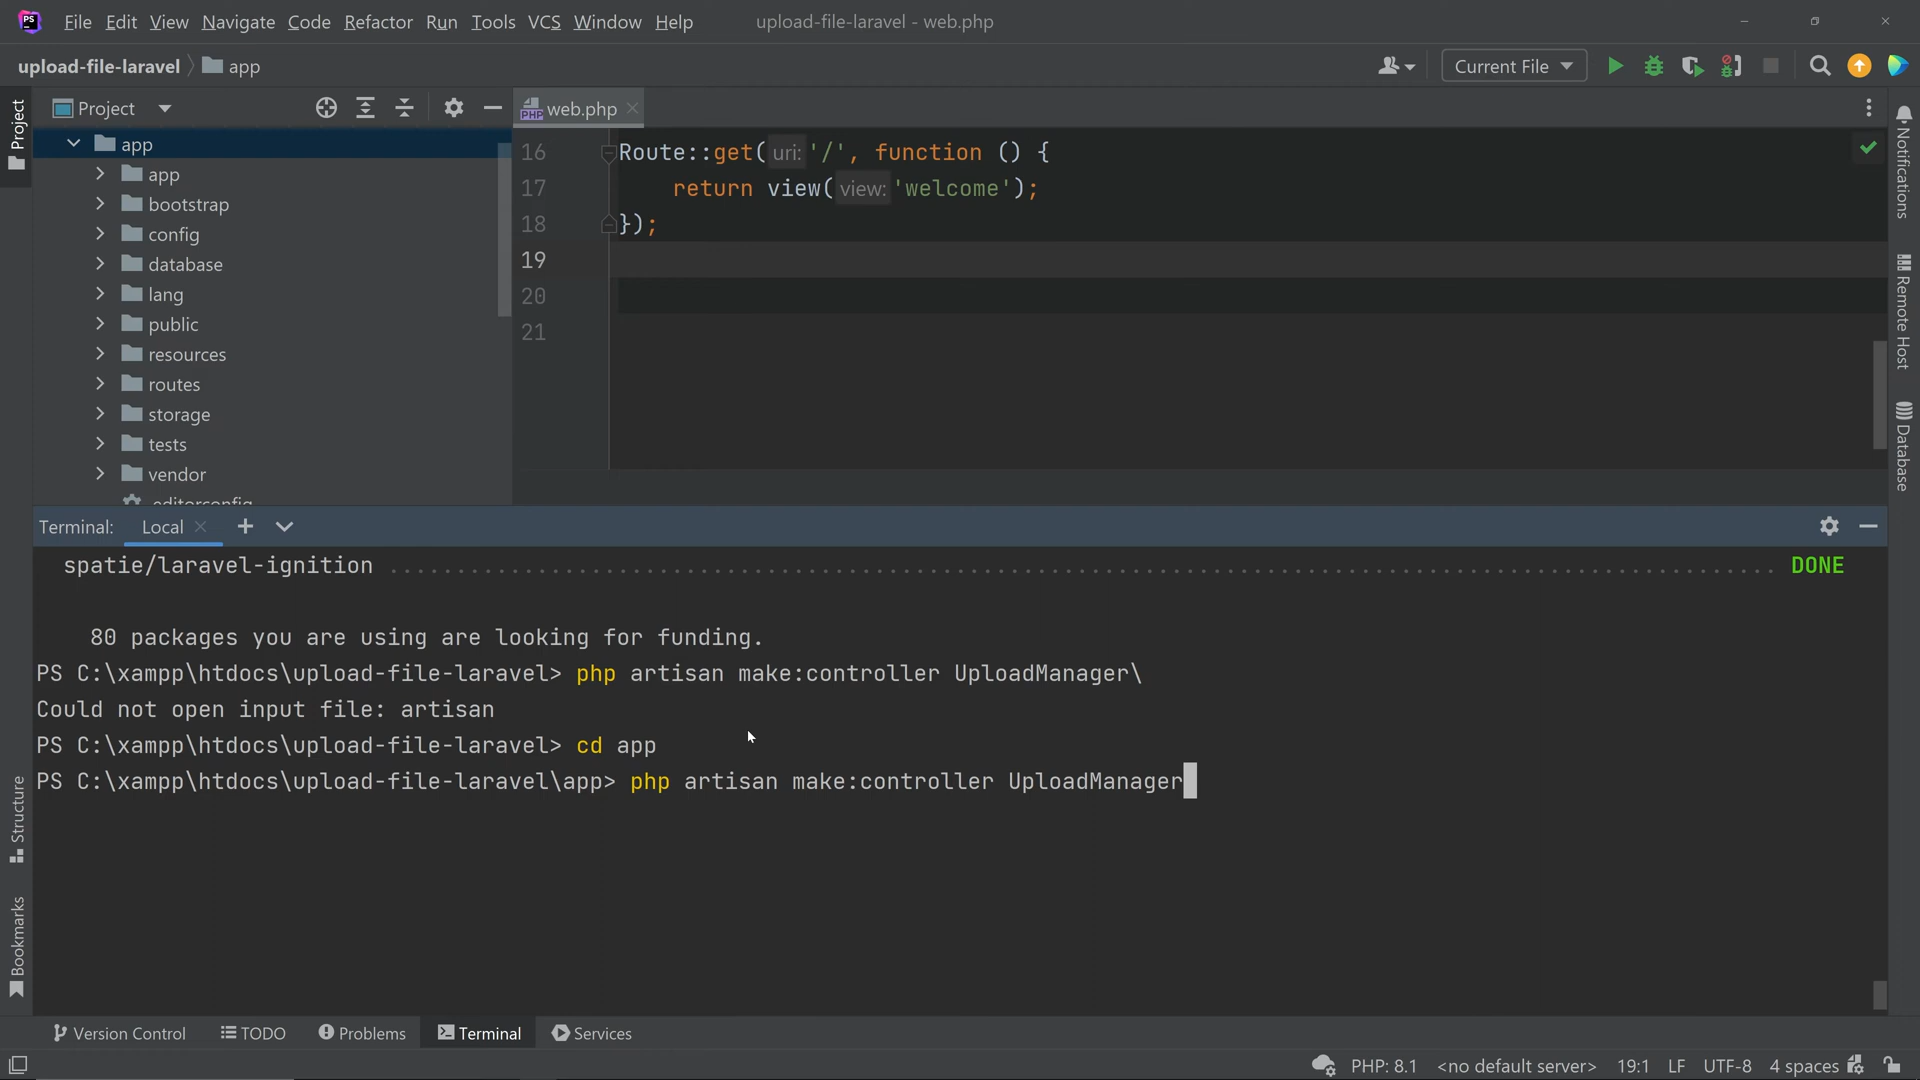 PS File Edit View Navigate Code Refactor Run Tools VCS Window Help upload-file-laravel - web.php
upload-file-laravel app Current File
Project
Project
PHP web.php
app
app
bootstrap
config
database
lang
public
resources
routes
storage
tests
vendor
.editorconfig
16 Route::get( uri: '/', function () {
17 return view( view: 'welcome');
18 });
19
20
21
Notifications
Remote Host
Database
Terminal: Local
spatie/laravel-ignition ........................................................................................................ DONE
80 packages you are using are looking for funding.
PS C:\xampp\htdocs\upload-file-laravel> php artisan make:controller UploadManager\
Could not open input file: artisan
PS C:\xampp\htdocs\upload-file-laravel> cd app
PS C:\xampp\htdocs\upload-file-laravel\app> php artisan make:controller UploadManager
Structure
Bookmarks
Version Control TODO Problems Terminal Services
PHP: 8.1 <no default server> 19:1 LF UTF-8 4 spaces